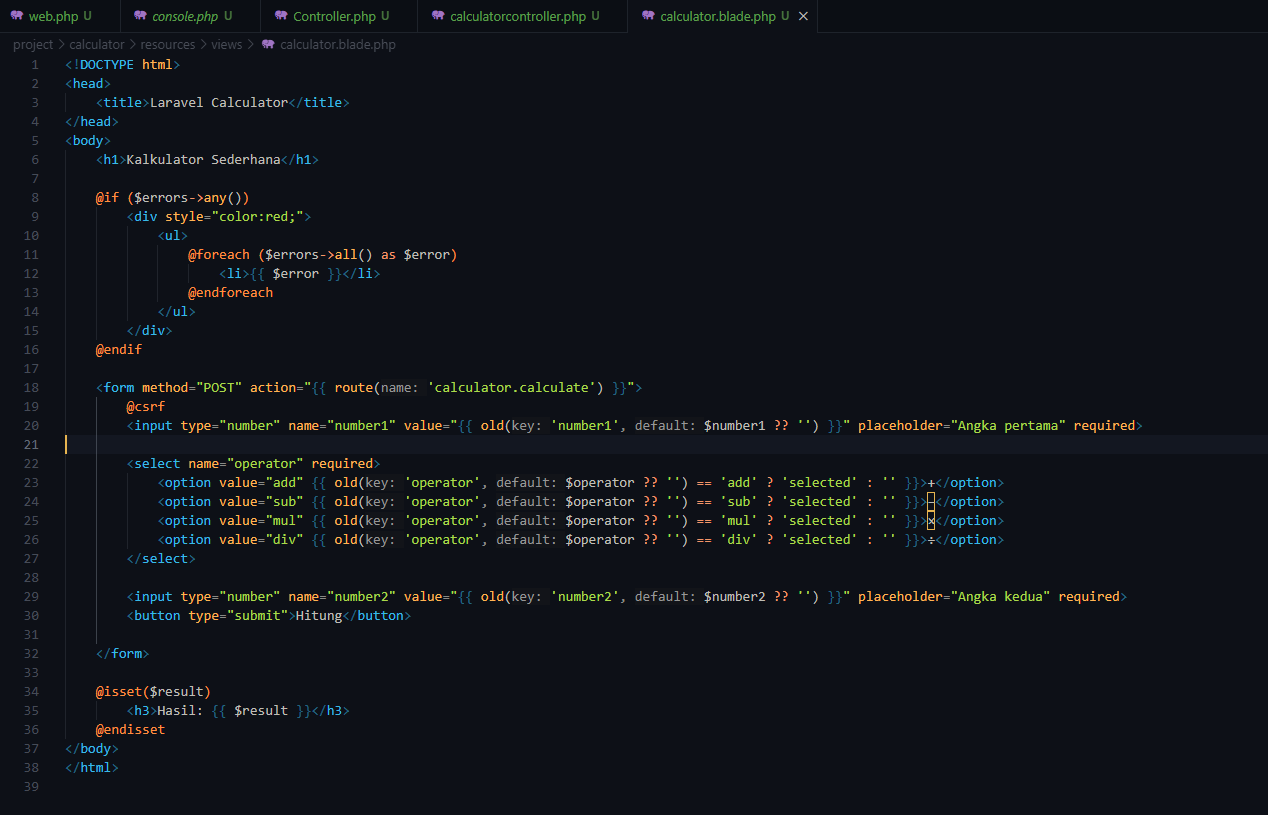 web.php U console.php U Controller.php U calculatorcontroller.php U calculator.blade.php U ×
project > calculator > resources > views > calculator.blade.php
1 <!DOCTYPE html>
2 <head>
3 <title>Laravel Calculator</title>
4 </head>
5 <body>
6 <h1>Kalkulator Sederhana</h1>
7
8 @if ($errors->any())
9 <div style="color:red;">
10 <ul>
11 @foreach ($errors->all() as $error)
12 <li>{{ $error }}</li>
13 @endforeach
14 </ul>
15 </div>
16 @endif
17
18 <form method="POST" action="{{ route(name: 'calculator.calculate') }}">
19 @csrf
20 <input type="number" name="number1" value="{{ old(key: 'number1', default: $number1 ?? '') }}" placeholder="Angka pertama" required>
21
22 <select name="operator" required>
23 <option value="add" {{ old(key: 'operator', default: $operator ?? '') == 'add' ? 'selected' : '' }}>+</option>
24 <option value="sub" {{ old(key: 'operator', default: $operator ?? '') == 'sub' ? 'selected' : '' }}>−</option>
25 <option value="mul" {{ old(key: 'operator', default: $operator ?? '') == 'mul' ? 'selected' : '' }}>×</option>
26 <option value="div" {{ old(key: 'operator', default: $operator ?? '') == 'div' ? 'selected' : '' }}>÷</option>
27 </select>
28
29 <input type="number" name="number2" value="{{ old(key: 'number2', default: $number2 ?? '') }}" placeholder="Angka kedua" required>
30 <button type="submit">Hitung</button>
31
32 </form>
33
34 @isset($result)
35 <h3>Hasil: {{ $result }}</h3>
36 @endisset
37 </body>
38 </html>
39